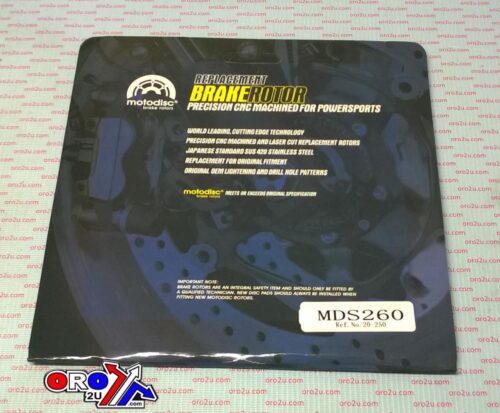 motodisc®
brake rotors
REPLACEMENT
BRAKEROTOR
PRECISION CNC MACHINED FOR POWERSPORTS
WORLD LEADING, CUTTING EDGE TECHNOLOGY
PRECISION CNC MACHINED AND LASER CUT REPLACEMENT ROTORS
JAPANESE STANDARD SUS 420 STAINLESS STEEL
REPLACEMENT FOR ORIGINAL FITMENT
ORIGINAL OEM LIGHTENING AND DRILL HOLE PATTERNS
motodisc® MEETS OR EXCEEDS ORIGINAL SPECIFICATION
brake rotors
IMPORTANT NOTE:
BRAKE ROTORS ARE AN INTEGRAL SAFETY ITEM AND SHOULD ONLY BE FITTED BY
A QUALIFIED TECHNICIAN. NEW DISC PADS SHOULD ALWAYS BE INSTALLED WHEN
FITTING NEW MOTODISC ROTORS.
MDS260
Ref. No. 20-250
ORO
2U
.com
oro2u.com